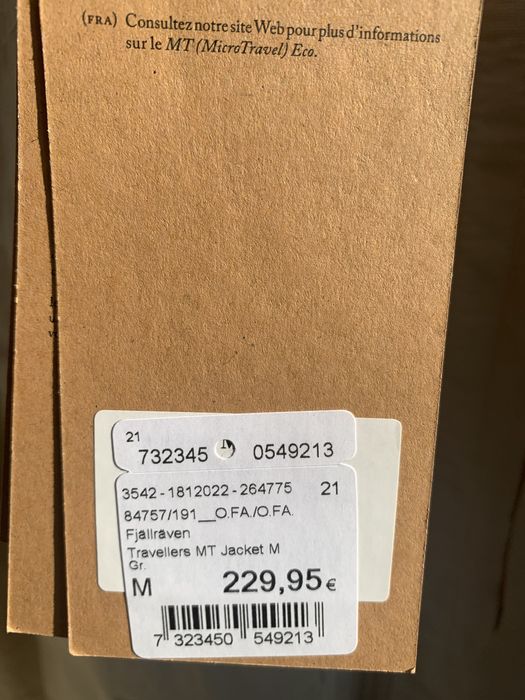 (FRA) Consultez notre site Web pour plus d'informations
sur le MT (MicroTravel) Eco.
21
732345 0549213
3542-1812022-264775 21
84757/191__O.FA./O.FA.
Fjällräven
Travellers MT Jacket M
Gr.
M 229,95€
7 323450 549213